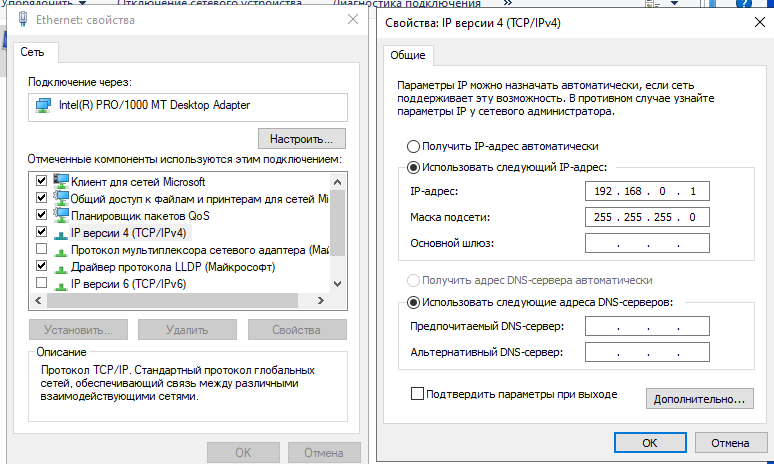 Упорядочить
Отключение сетевого устройства
Диагностика подключения
»
Ethernet: свойства
Сеть
Подключение через:
Intel(R) PRO/1000 MT Desktop Adapter
Настроить...
Отмеченные компоненты используются этим подключением:
Клиент для сетей Microsoft
Общий доступ к файлам и принтерам для сетей Mi
Планировщик пакетов QoS
IP версии 4 (TCP/IPv4)
Протокол мультиплексора сетевого адаптера (Май
Драйвер протокола LLDP (Майкрософт)
IP версии 6 (TCP/IPv6)
Установить...
Удалить
Свойства
Описание
Протокол TCP/IP. Стандартный протокол глобальных
сетей, обеспечивающий связь между различными
взаимодействующими сетями.
ОК
Отмена
Свойства: IP версии 4 (TCP/IPv4)
Общие
Параметры IP можно назначать автоматически, если сеть
поддерживает эту возможность. В противном случае узнайте
параметры IP у сетевого администратора.
Получить IP-адрес автоматически
Использовать следующий IP-адрес:
IP-адрес: 192 . 168 . 0 . 1
Маска подсети: 255 . 255 . 255 . 0
Основной шлюз: . . .
Получить адрес DNS-сервера автоматически
Использовать следующие адреса DNS-серверов:
Предпочитаемый DNS-сервер: . . .
Альтернативный DNS-сервер: . . .
Подтвердить параметры при выходе
Дополнительно...
ОК
Отмена